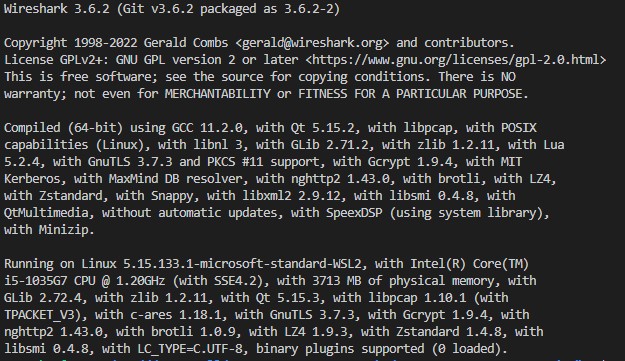 Wireshark 3.6.2 (Git v3.6.2 packaged as 3.6.2-2)

Copyright 1998-2022 Gerald Combs <gerald@wireshark.org> and contributors.
License GPLv2+: GNU GPL version 2 or later <https://www.gnu.org/licenses/gpl-2.0.html>
This is free software; see the source for copying conditions. There is NO
warranty; not even for MERCHANTABILITY or FITNESS FOR A PARTICULAR PURPOSE.

Compiled (64-bit) using GCC 11.2.0, with Qt 5.15.2, with libpcap, with POSIX
capabilities (Linux), with libnl 3, with GLib 2.71.2, with zlib 1.2.11, with Lua
5.2.4, with GnuTLS 3.7.3 and PKCS #11 support, with Gcrypt 1.9.4, with MIT
Kerberos, with MaxMind DB resolver, with nghttp2 1.43.0, with brotli, with LZ4,
with Zstandard, with Snappy, with libxml2 2.9.12, with libsmi 0.4.8, with
QtMultimedia, without automatic updates, with SpeexDSP (using system library),
with Minizip.

Running on Linux 5.15.133.1-microsoft-standard-WSL2, with Intel(R) Core(TM)
i5-1035G7 CPU @ 1.20GHz (with SSE4.2), with 3713 MB of physical memory, with
GLib 2.72.4, with zlib 1.2.11, with Qt 5.15.3, with libpcap 1.10.1 (with
TPACKET_V3), with c-ares 1.18.1, with GnuTLS 3.7.3, with Gcrypt 1.9.4, with
nghttp2 1.43.0, with brotli 1.0.9, with LZ4 1.9.3, with Zstandard 1.4.8, with
libsmi 0.4.8, with LC_TYPE=C.UTF-8, binary plugins supported (0 loaded).